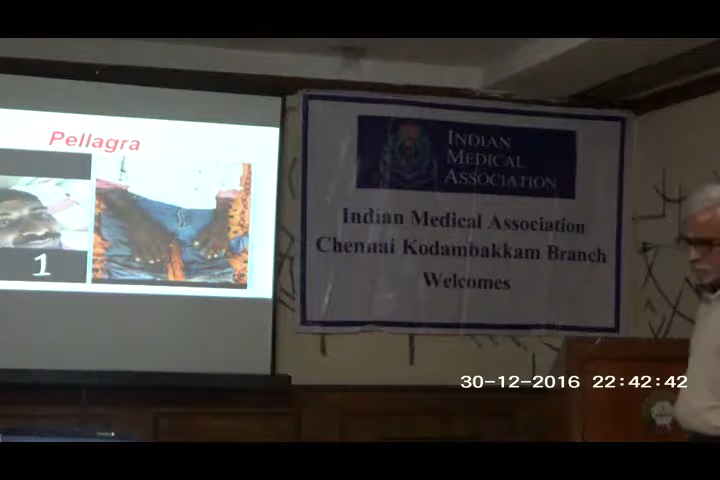 Pellagra
1
INDIAN
MEDICAL
ASSOCIATION
Indian Medical Association
Chennai Kodambakkam Branch
Welcomes
30-12-2016 22:42:42